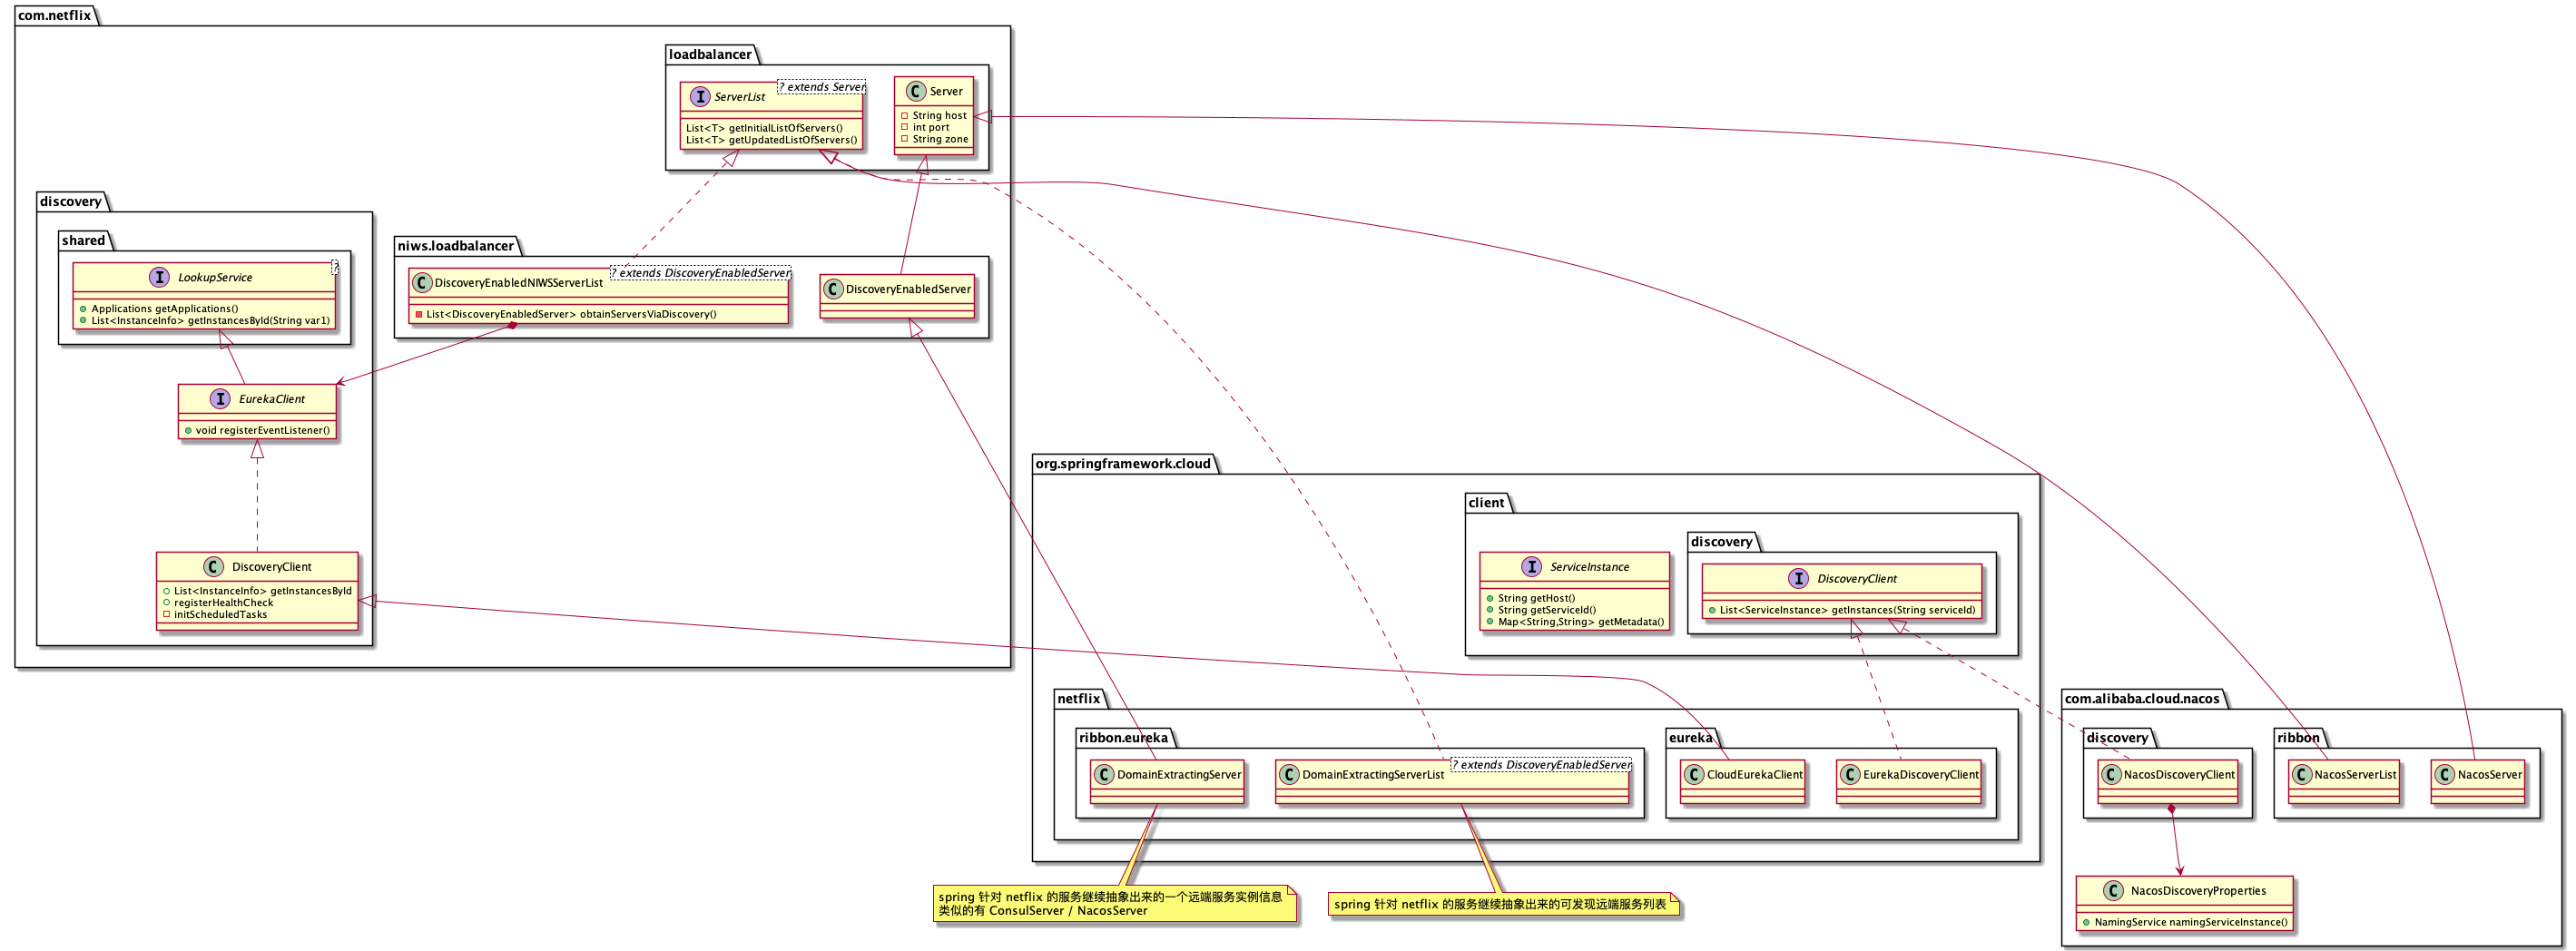 com.netflix
loadbalancer
ServerList
? extends Server
List<T> getInitialListOfServers()
List<T> getUpdatedListOfServers()
C Server
String host
int port
String zone
discovery
shared
I LookupService
?
Applications getApplications()
List<InstanceInfo> getInstancesById(String var1)
niws.loadbalancer
C DiscoveryEnabledNIWSServerList
? extends DiscoveryEnabledServer
List<DiscoveryEnabledServer> obtainServersViaDiscovery()
C DiscoveryEnabledServer
I EurekaClient
void registerEventListener()
C DiscoveryClient
List<InstanceInfo> getInstancesById
registerHealthCheck
initScheduledTasks
org.springframework.cloud
client
I ServiceInstance
String getHost()
String getServiceId()
Map<String,String> getMetadata()
discovery
I DiscoveryClient
List<ServiceInstance> getInstances(String serviceId)
netflix
ribbon.eureka
C DomainExtractingServer
C DomainExtractingServerList
? extends DiscoveryEnabledServer
eureka
C CloudEurekaClient
C EurekaDiscoveryClient
com.alibaba.cloud.nacos
discovery
C NacosDiscoveryClient
ribbon
C NacosServerList
C NacosServer
C NacosDiscoveryProperties
NamingService namingServiceInstance()
spring 针对 netflix 的服务继续抽象出来的一个远端服务实例信息
类似的有 ConsulServer / NacosServer
spring 针对 netflix 的服务继续抽象出来的可发现远端服务列表